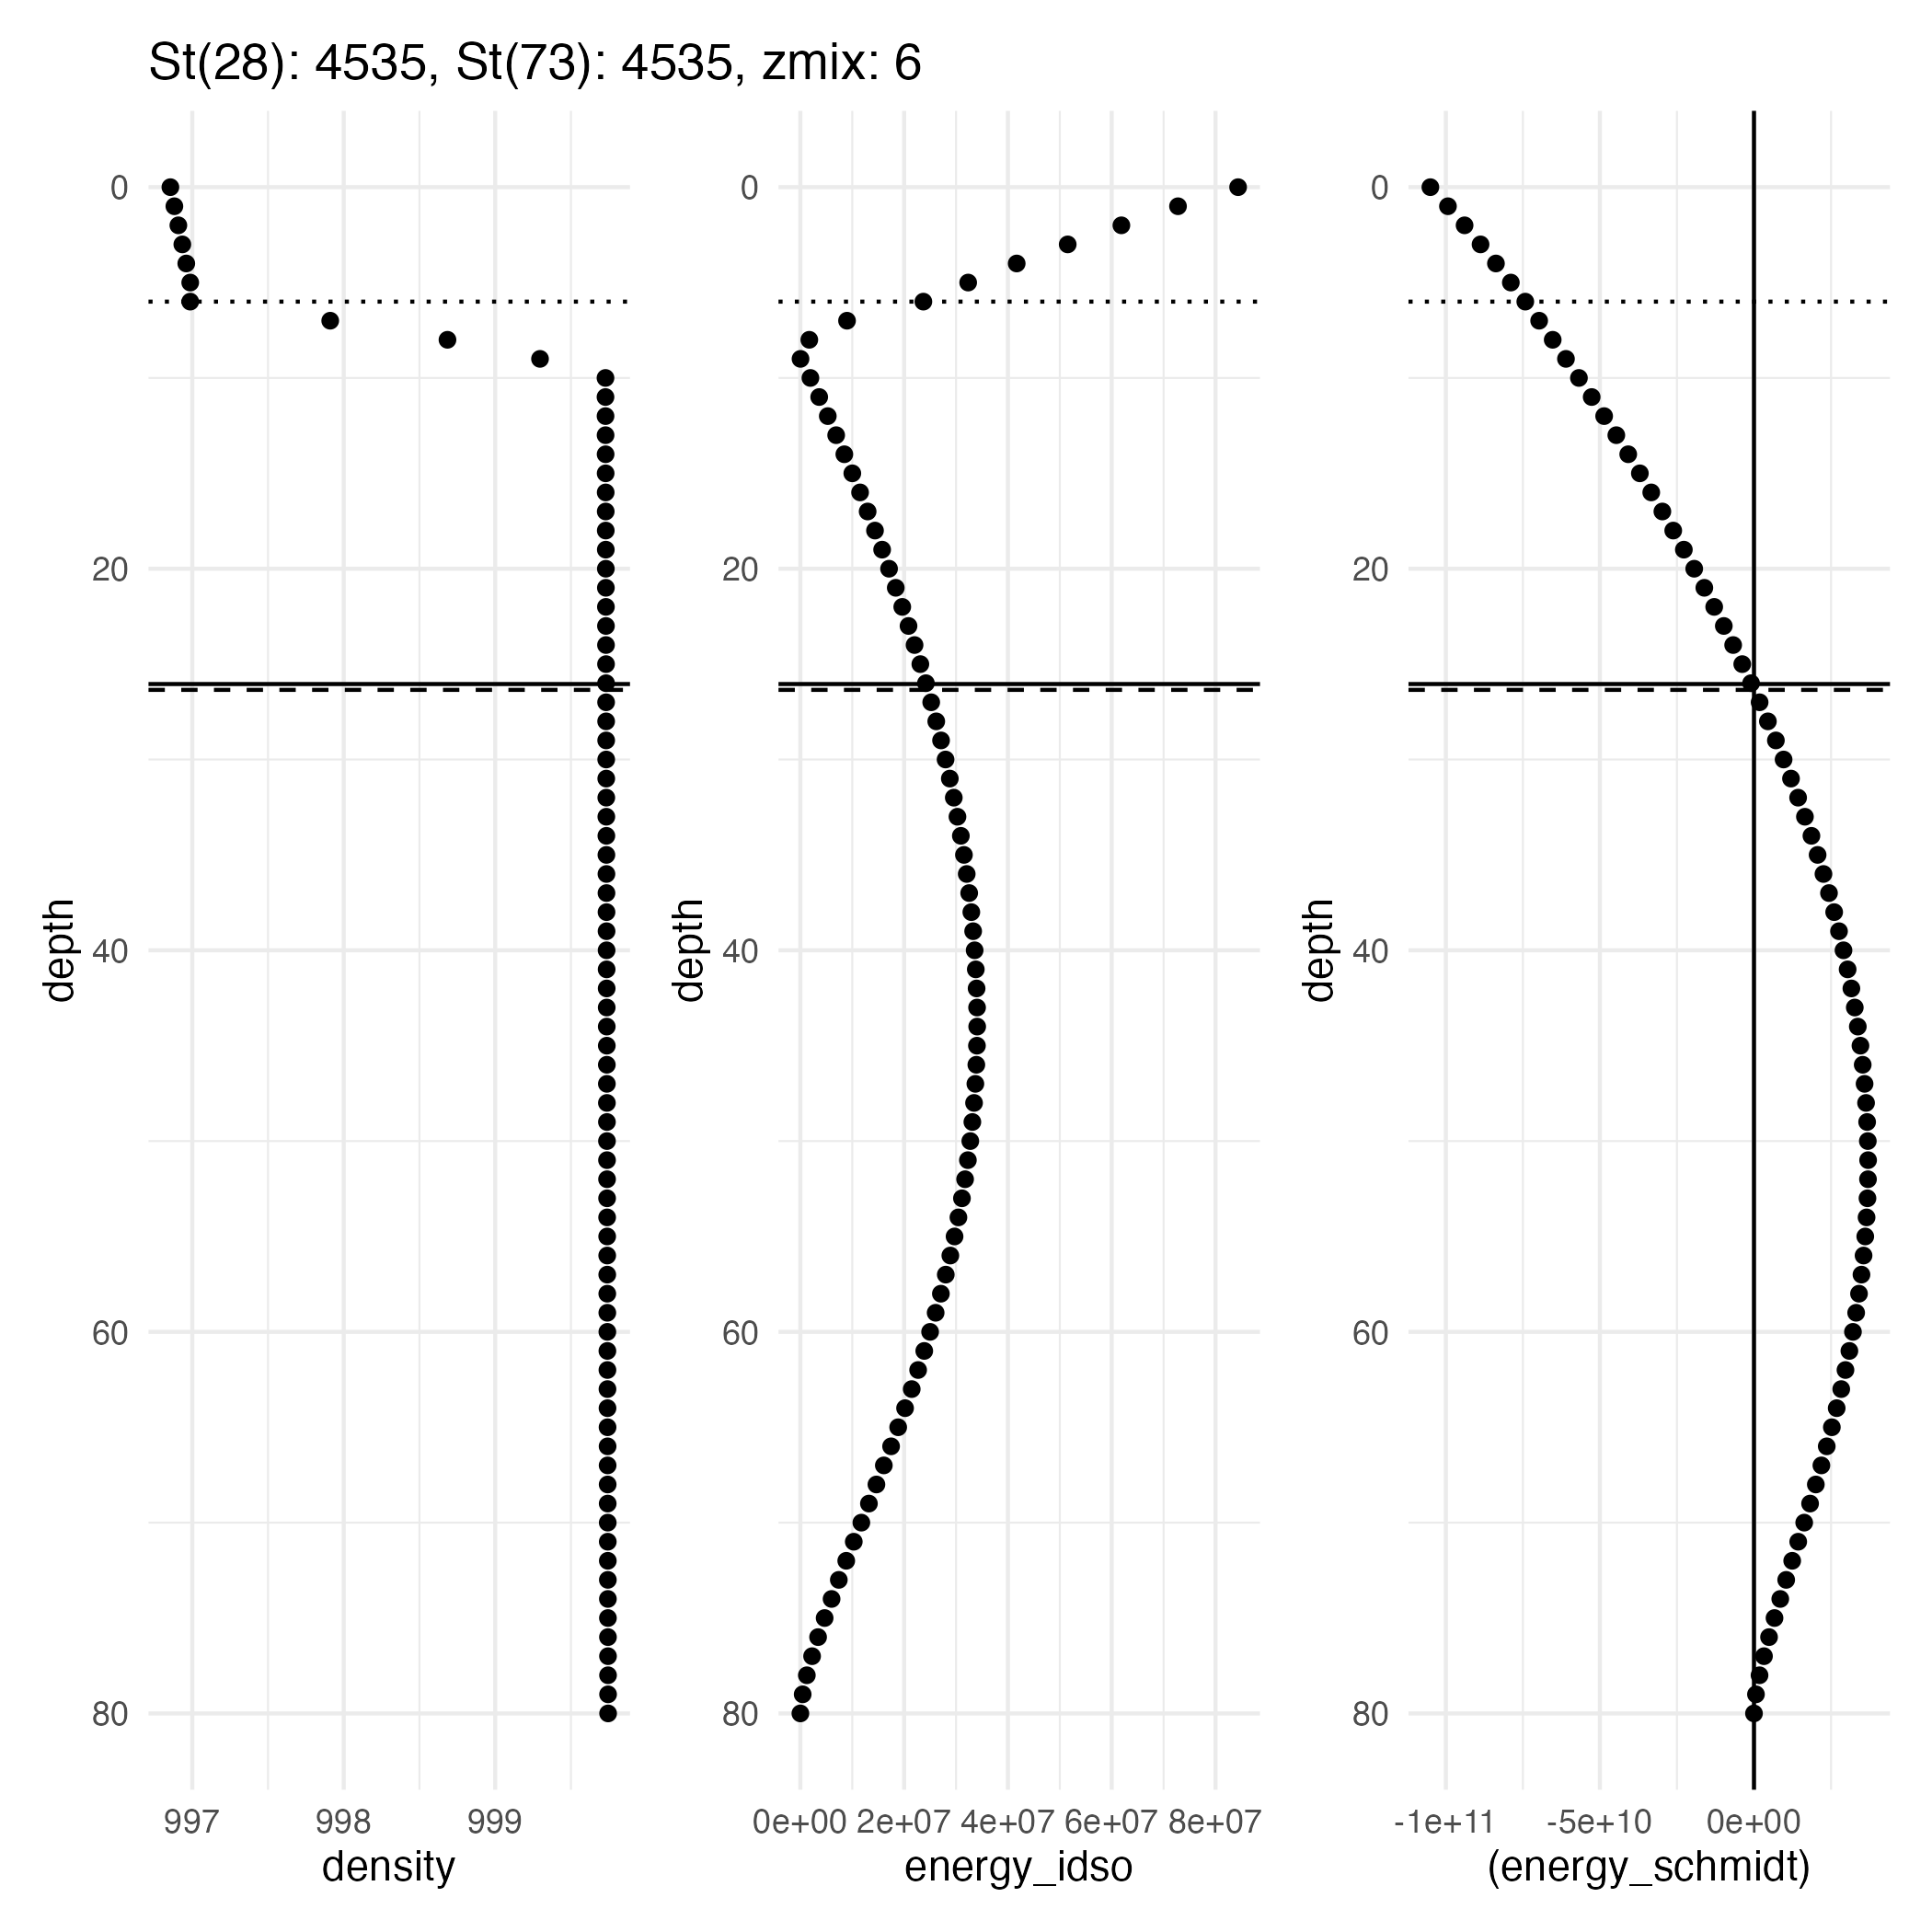 St(28): 4535, St(73): 4535, zmix: 6
0
20
40
60
80
depth
997 998 999
density
0
20
40
60
80
depth
0e+00 2e+07 4e+07 6e+07 8e+07
energy_idso
0
20
40
60
80
depth
-1e+11 -5e+10 0e+00
(energy_schmidt)